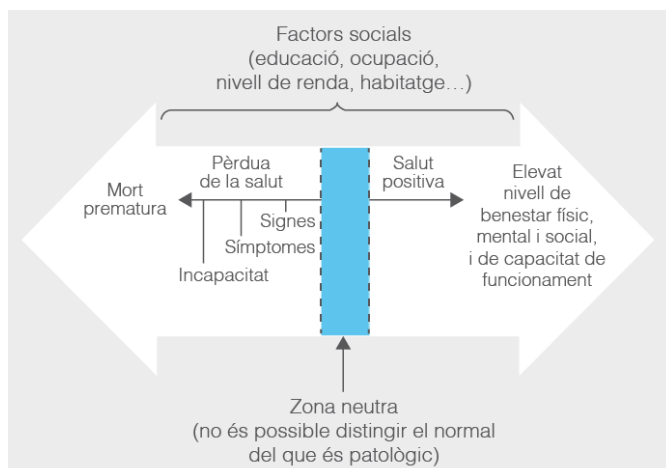 Factors socials
(educació, ocupació,
nivell de renda, habitatge…)
Mort
prematura
Pèrdua
de la salut
Signes
Símptomes
Incapacitat
Salut
positiva
Elevat
nivell de
benestar físic,
mental i social,
i de capacitat de
funcionament
Zona neutra
(no és possible distingir el normal
del que és patològic)